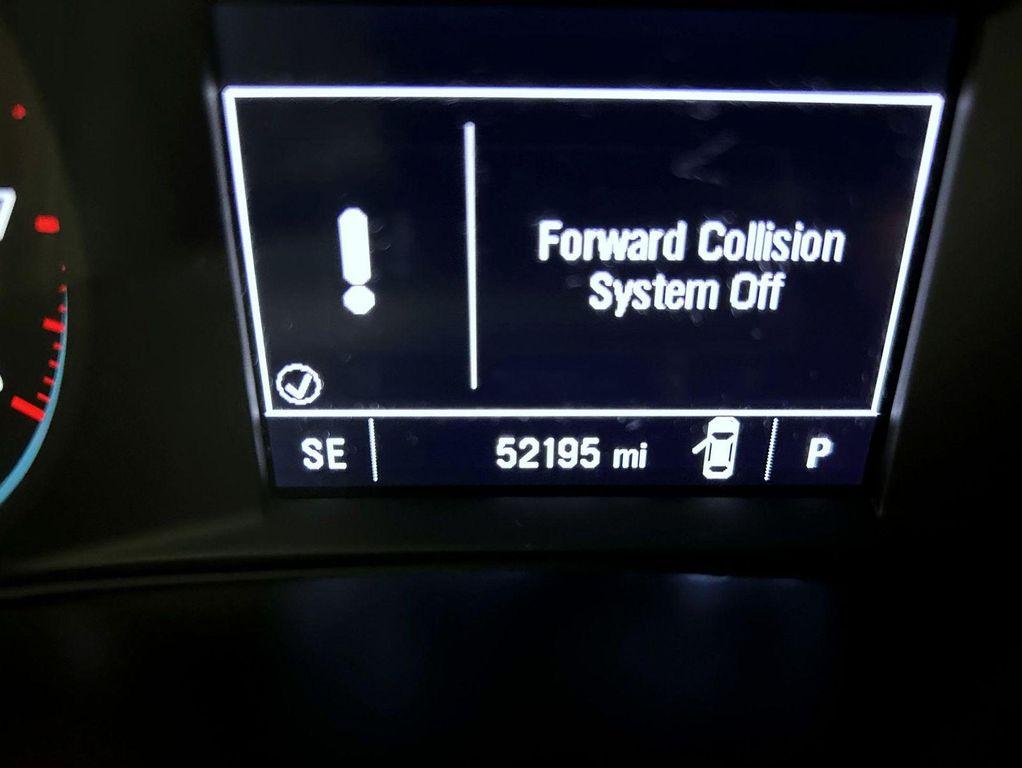 Forward Collision
System Off
SE 52195 mi P